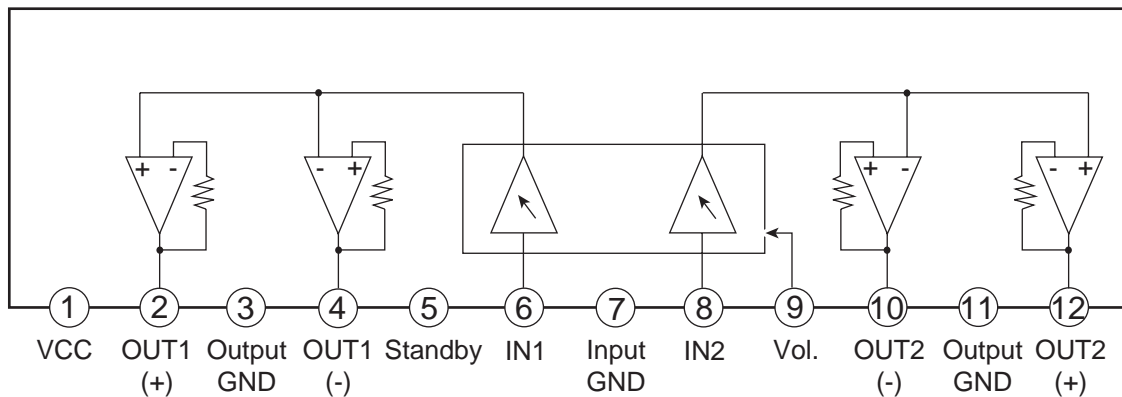 + - - + + - - +
1 2 3 4 5 6 7 8 9 10 11 12
VCC OUT1 Output OUT1 Standby IN1 Input IN2 Vol. OUT2 Output OUT2
(+) GND (-) GND (-) GND (+)